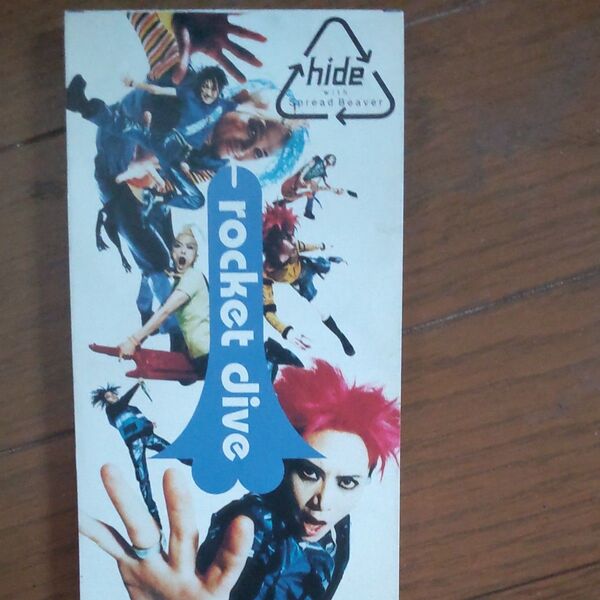 hide
with
Spread Beaver
rocket dive